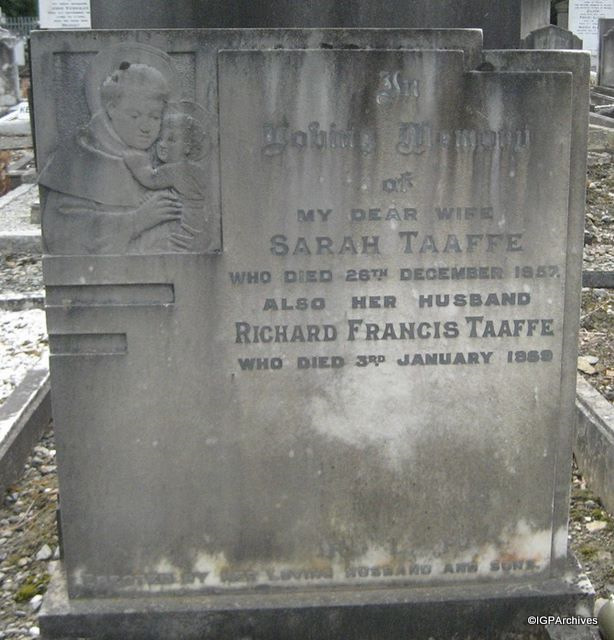 In
Loving Memory
of
MY DEAR WIFE
SARAH TAAFFE
WHO DIED 26TH DECEMBER 1957.
ALSO HER HUSBAND
RICHARD FRANCIS TAAFFE
WHO DIED 3RD JANUARY 1969
ERECTED BY HER LOVING HUSBAND AND SONS.
©IGPArchives